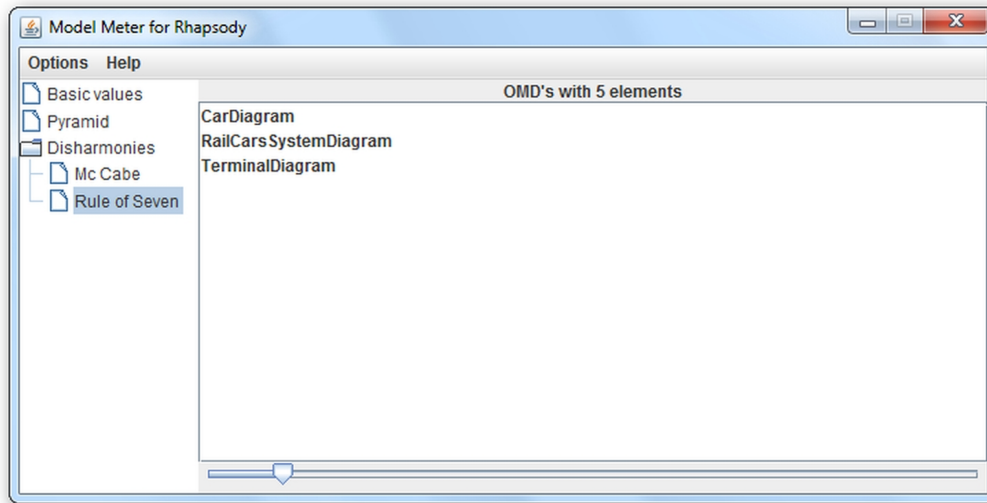 Model Meter for Rhapsody
Options Help
Basic values
Pyramid
Disharmonies
Mc Cabe
Rule of Seven
OMD's with 5 elements
CarDiagram
RailCarsSystemDiagram
TerminalDiagram